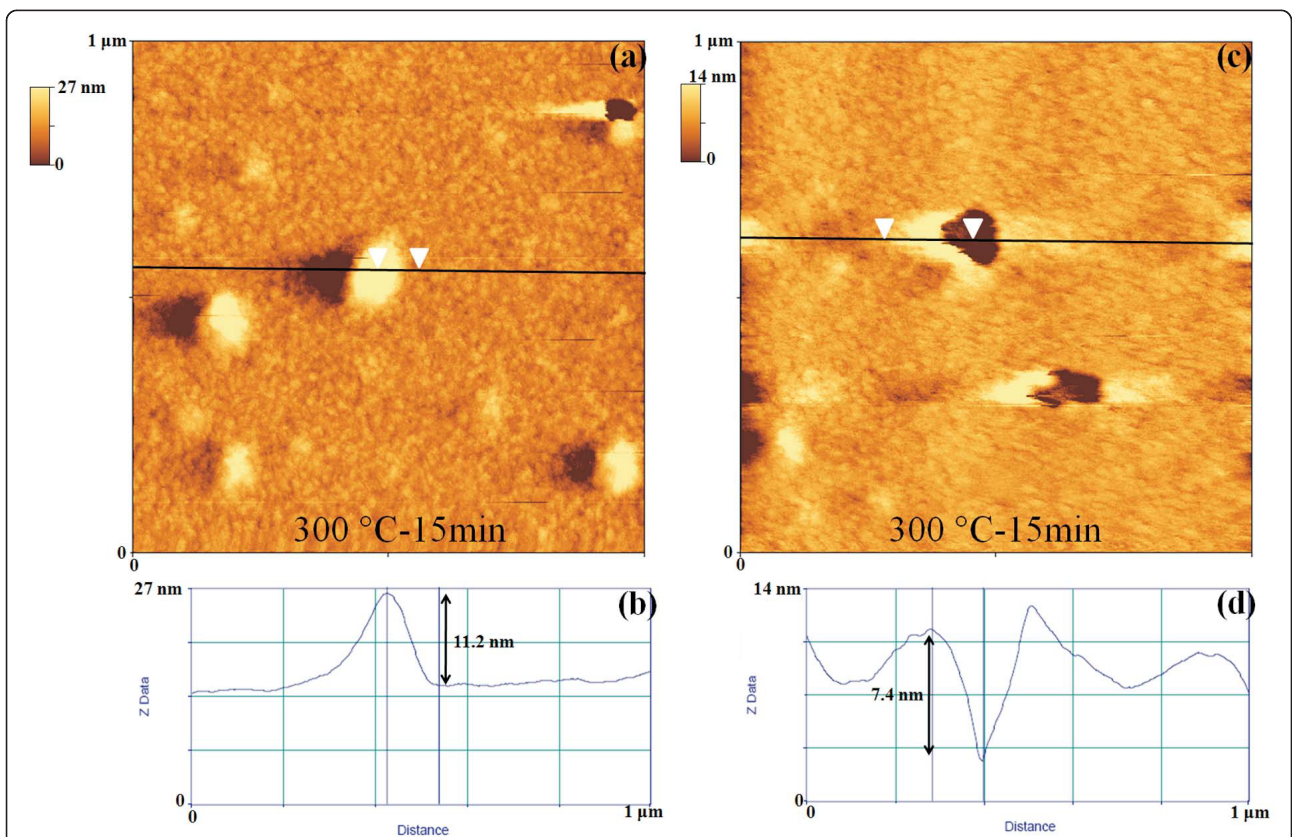 1 µm
(a)
27 nm
0
300 °C-15min
0
0
1 µm
(c)
14 nm
0
300 °C-15min
0
0
27 nm
(b)
11.2 nm
Z Data
0
1 µm
Distance
14 nm
(d)
7.4 nm
Z Data
0
0
1 µm
Distance